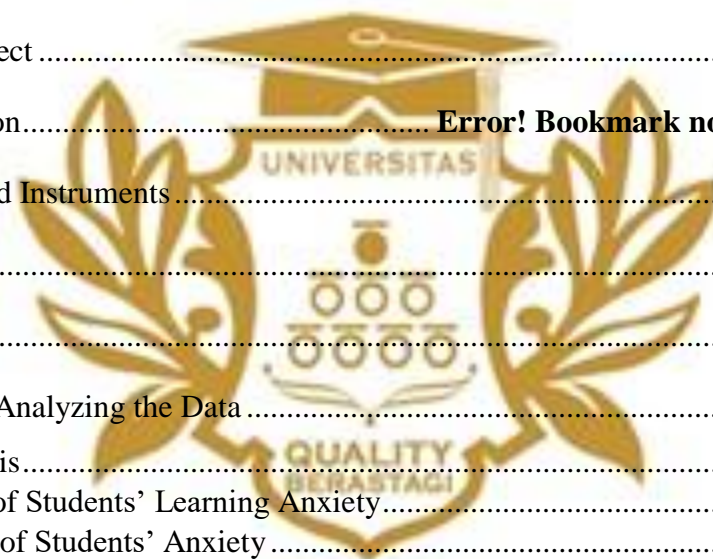 ect ........................................................................
on............................................ Error! Bookmark no
UNIVERSITAS
d Instruments..........................................................
................................................................................
................................................................................
Analyzing the Data ..................................................
is..............................................................................
QUALITY
BERASTAGI
of Students’ Learning Anxiety...................................
of Students’ Anxiety ................................................